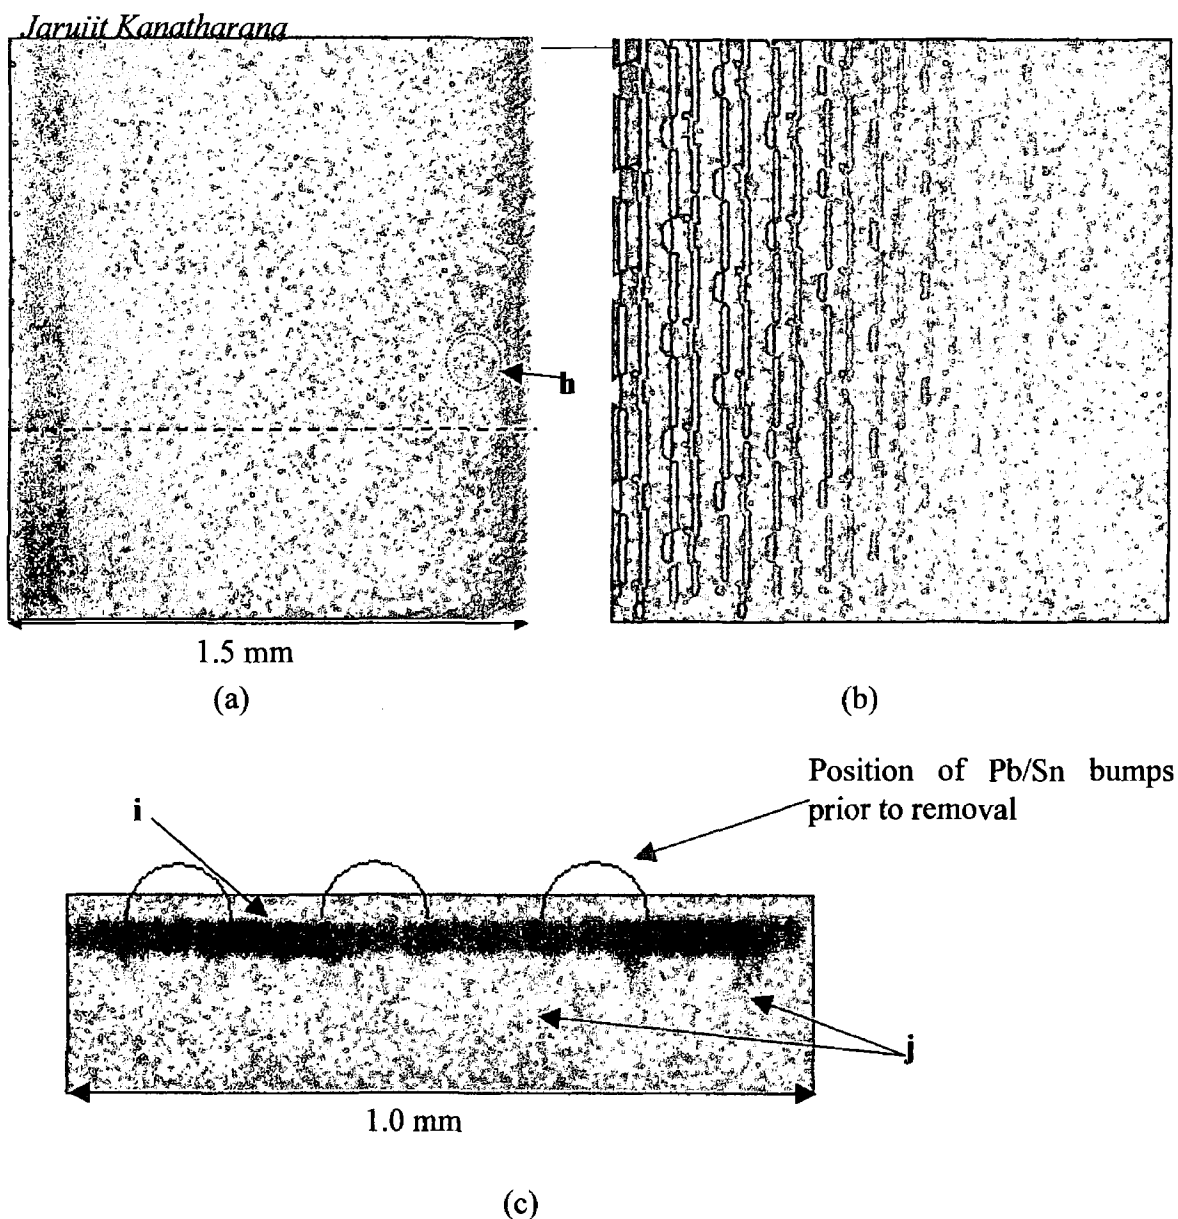 Jarujit Kanatharana
h
1.5 mm
(a)
(b)
Position of Pb/Sn bumps
prior to removal
i
j
1.0 mm
(c)